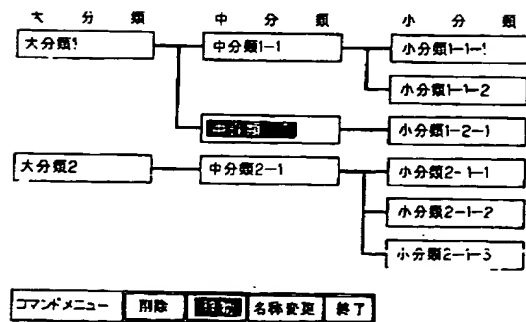 大分類 中分類 小分類
大分類1 中分類1-1 小分類1-1-1
小分類1-1-2
中分類 小分類1-2-1
大分類2 中分類2-1 小分類2-1-1
小分類2-1-2
小分類2-1-3
コマンドメニュー 削除 名称変更 終了